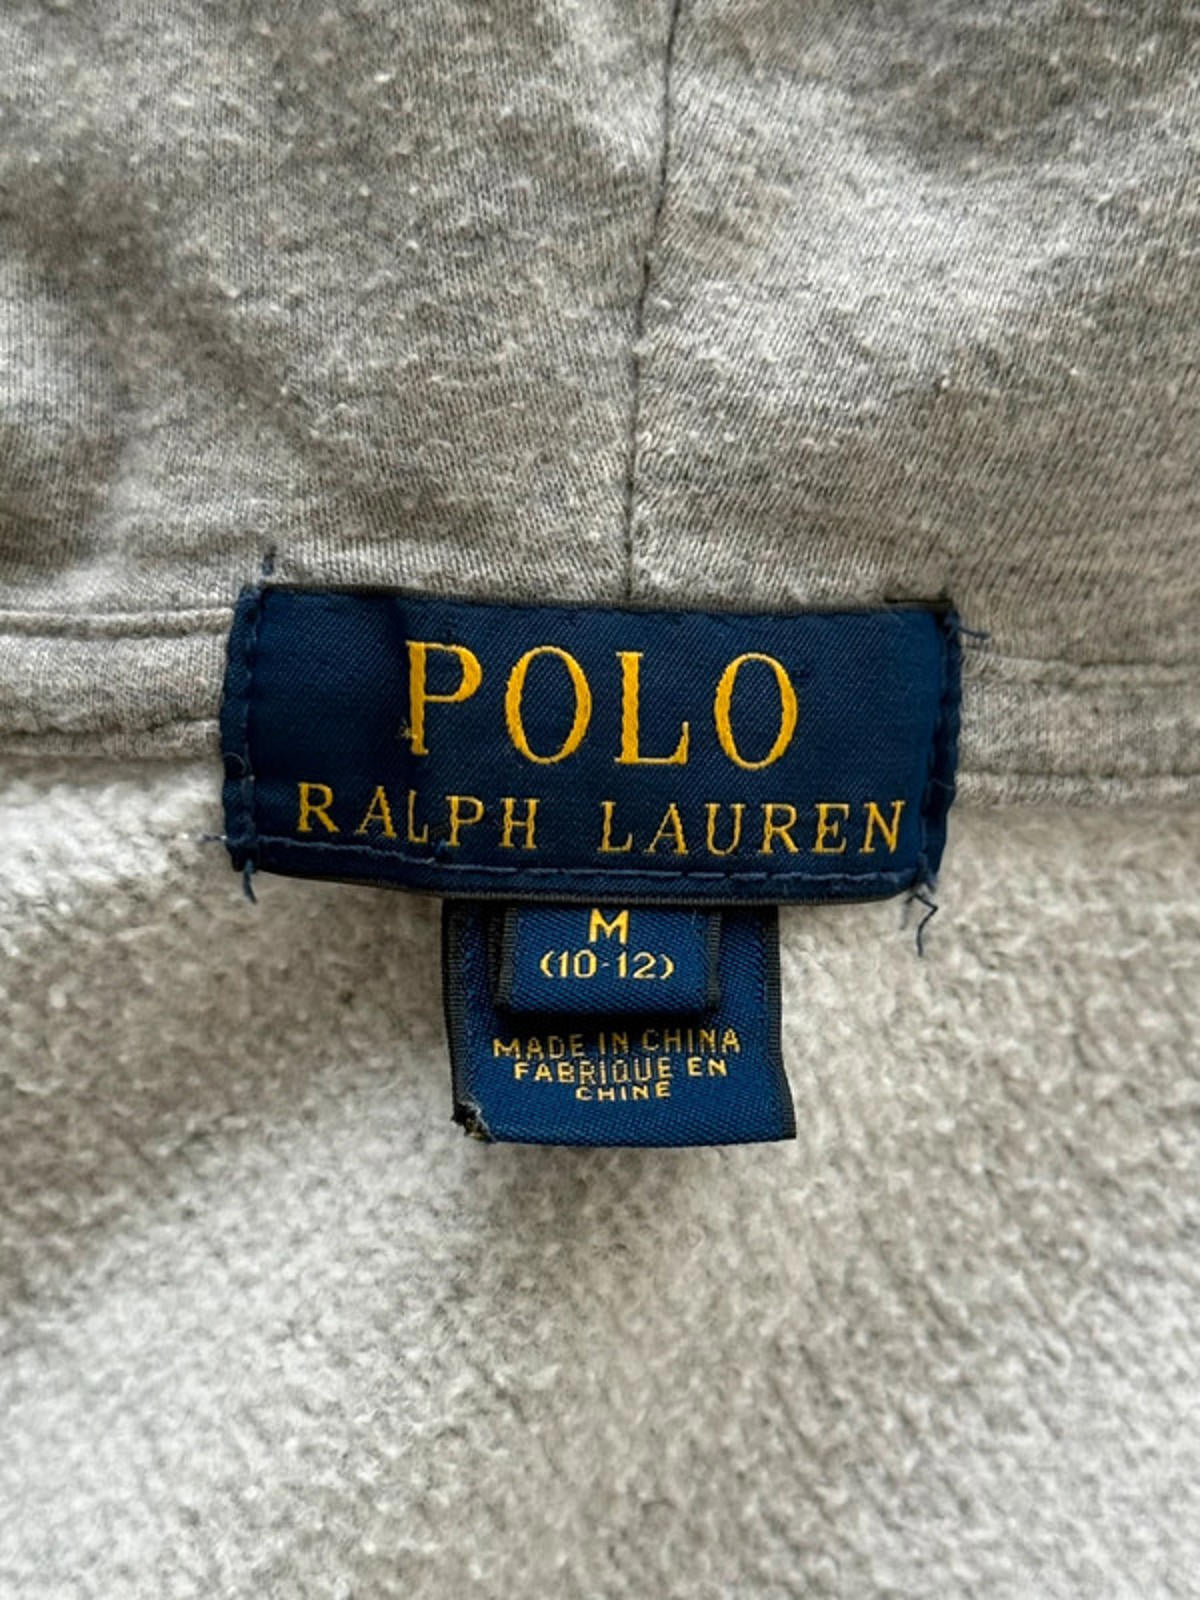 POLO
RALPH LAUREN
M
(10-12)
MADE IN CHINA
FABRIQUE EN
CHINE